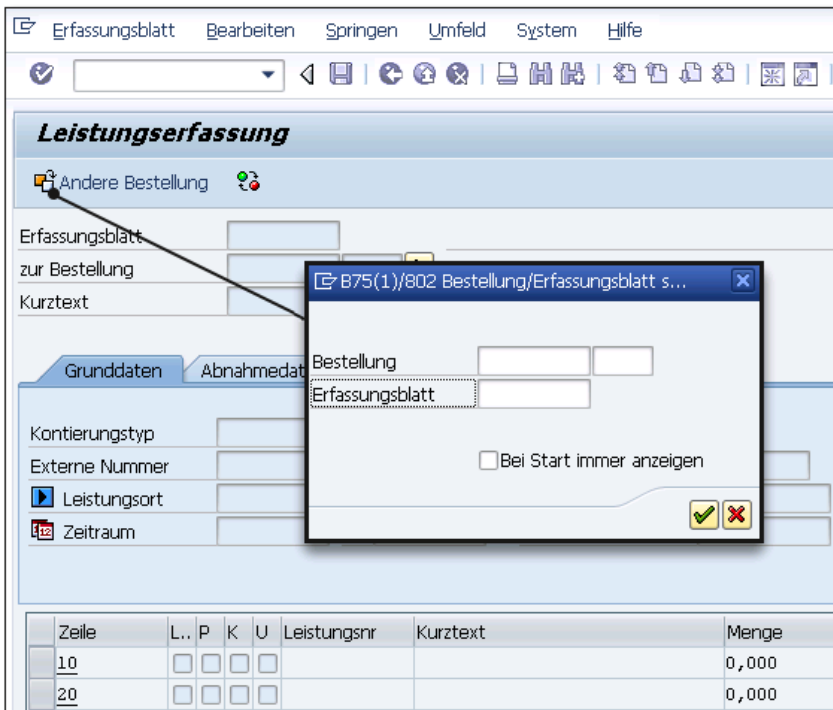 Erfassungsblatt Bearbeiten Springen Umfeld System Hilfe
Leistungserfassung
Andere Bestellung
Erfassungsblatt
zur Bestellung
Kurztext
B75(1)/802 Bestellung/Erfassungsblatt s...
Bestellung
Erfassungsblatt
Bei Start immer anzeigen
Grunddaten Abnahmedat
Kontierungstyp
Externe Nummer
Leistungsort
12 Zeitraum
Zeile L.. P K U Leistungsnr Kurztext Menge
10 0,000
20 0,000